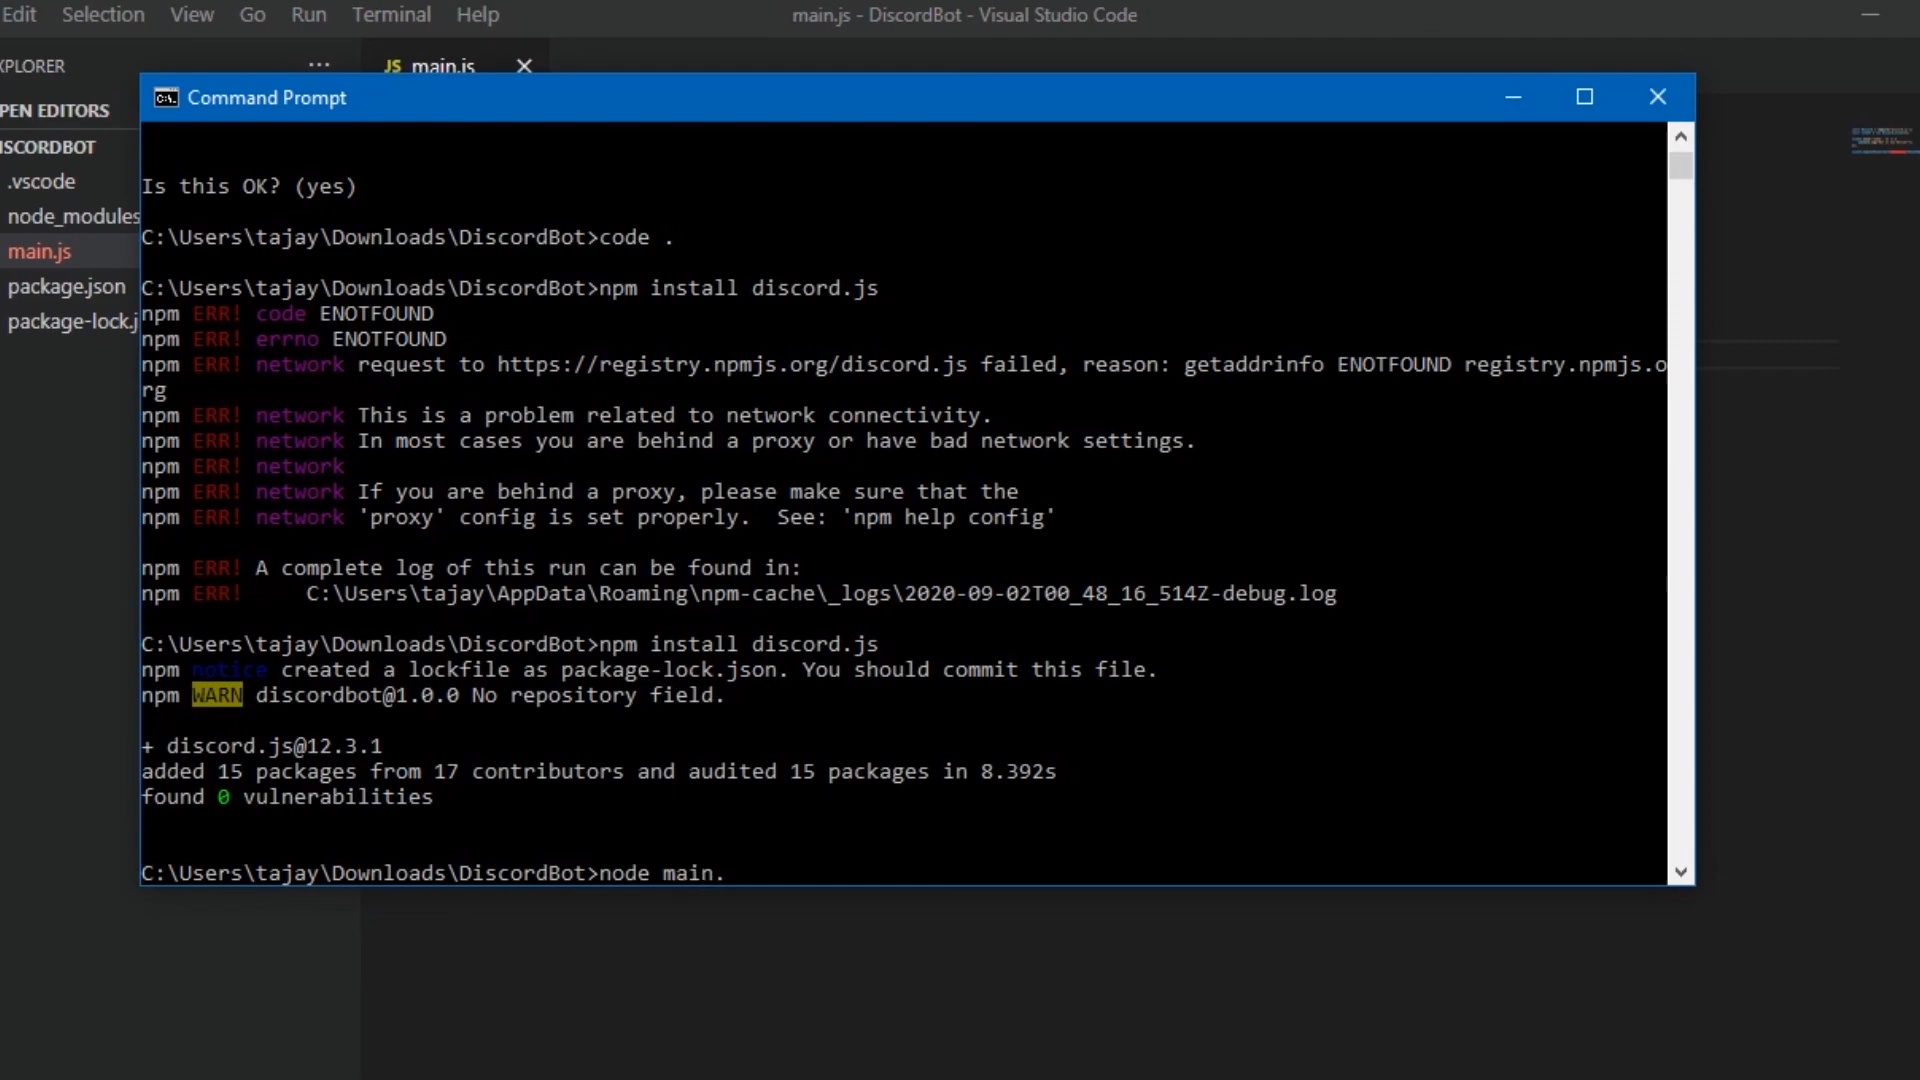 Edit Selection View Go Run Terminal Help main.js - DiscordBot - Visual Studio Code
XPLORER ... JS main.js
PEN EDITORS
ISCORDBOT
.vscode
node_modules
main.js
package.json
package-lock.j
Command Prompt
Is this OK? (yes)
C:\Users\tajay\Downloads\DiscordBot>code .
C:\Users\tajay\Downloads\DiscordBot>npm install discord.js
npm ERR! code ENOTFOUND
npm ERR! errno ENOTFOUND
npm ERR! network request to https://registry.npmjs.org/discord.js failed, reason: getaddrinfo ENOTFOUND registry.npmjs.o
rg
npm ERR! network This is a problem related to network connectivity.
npm ERR! network In most cases you are behind a proxy or have bad network settings.
npm ERR! network
npm ERR! network If you are behind a proxy, please make sure that the
npm ERR! network 'proxy' config is set properly.  See: 'npm help config'
npm ERR! A complete log of this run can be found in:
npm ERR!     C:\Users\tajay\AppData\Roaming\npm-cache\_logs\2020-09-02T00_48_16_514Z-debug.log
C:\Users\tajay\Downloads\DiscordBot>npm install discord.js
npm notice created a lockfile as package-lock.json. You should commit this file.
npm WARN discordbot@1.0.0 No repository field.
+ discord.js@12.3.1
added 15 packages from 17 contributors and audited 15 packages in 8.392s
found 0 vulnerabilities
C:\Users\tajay\Downloads\DiscordBot>node main.